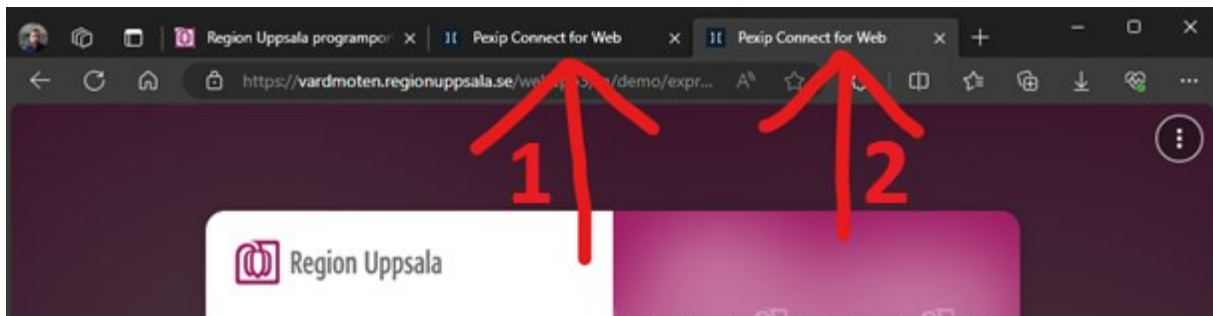 Region Uppsala programpor
Pexip Connect for Web
Pexip Connect for Web
https://vardmoten.regionuppsala.se/we demo/expr...
1
2
Region Uppsala